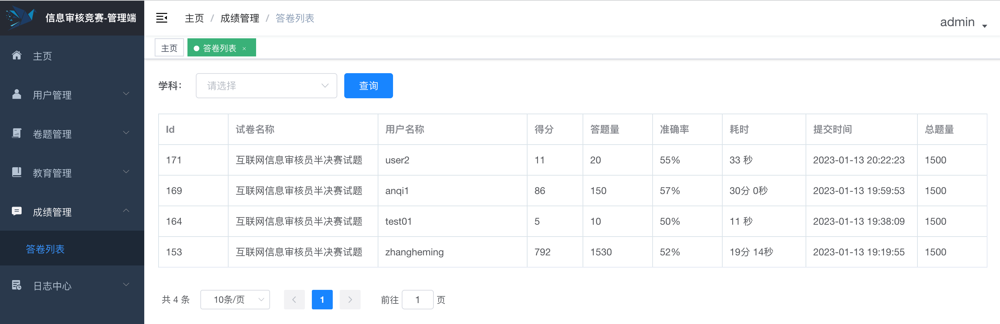 信息审核竞赛-管理端
主页 / 成绩管理 / 答卷列表
admin
主页
用户管理
卷题管理
教育管理
成绩管理
答卷列表
日志中心
主页 答卷列表 ×
学科： 请选择 查询
Id 试卷名称 用户名称 得分 答题量 准确率 耗时 提交时间 总题量
171 互联网信息审核员半决赛试题 user2 11 20 55% 33 秒 2023-01-13 20:22:23 1500
169 互联网信息审核员半决赛试题 anqi1 86 150 57% 30分 0秒 2023-01-13 19:59:53 1500
164 互联网信息审核员半决赛试题 test01 5 10 50% 11 秒 2023-01-13 19:38:09 1500
153 互联网信息审核员半决赛试题 zhangheming 792 1530 52% 19分 14秒 2023-01-13 19:19:55 1500
共 4 条 10条/页 1 前往 1 页